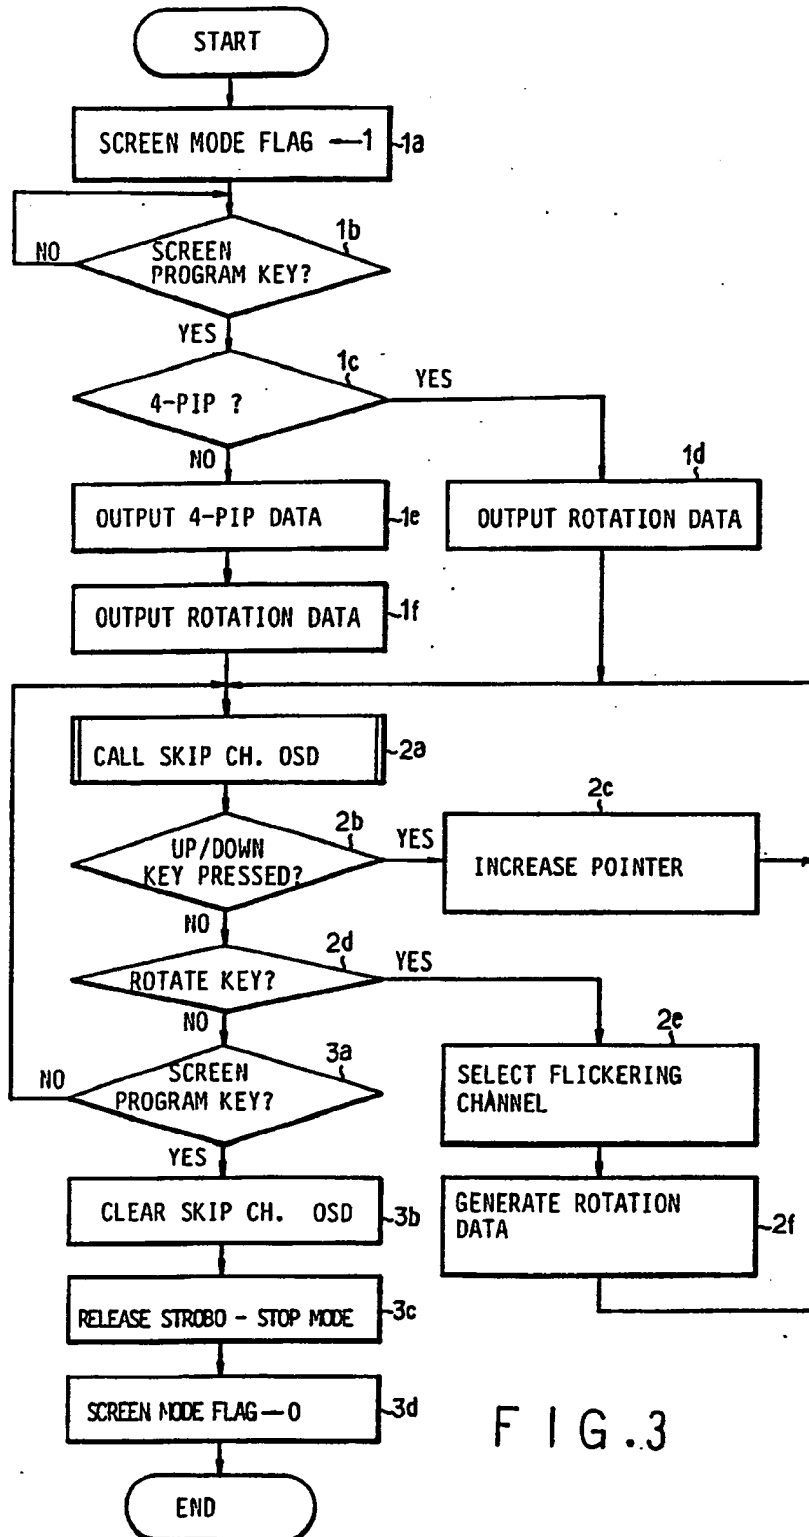 START
SCREEN MODE FLAG ←1
1a
1b
NO
SCREEN
PROGRAM KEY?
YES
1c
4-PIP ?
YES
NO
1d
OUTPUT 4-PIP DATA
1e
OUTPUT ROTATION DATA
OUTPUT ROTATION DATA
1f
CALL SKIP CH. OSD
2a
2b
2c
UP/DOWN
KEY PRESSED?
YES
INCREASE POINTER
NO
2d
ROTATE KEY?
YES
NO
3a
2e
NO
SCREEN
PROGRAM KEY?
SELECT FLICKERING
CHANNEL
YES
CLEAR SKIP CH. OSD
3b
GENERATE ROTATION
DATA
2f
RELEASE STROBO - STOP MODE
3c
SCREEN MODE FLAG—0
3d
FIG.3
END